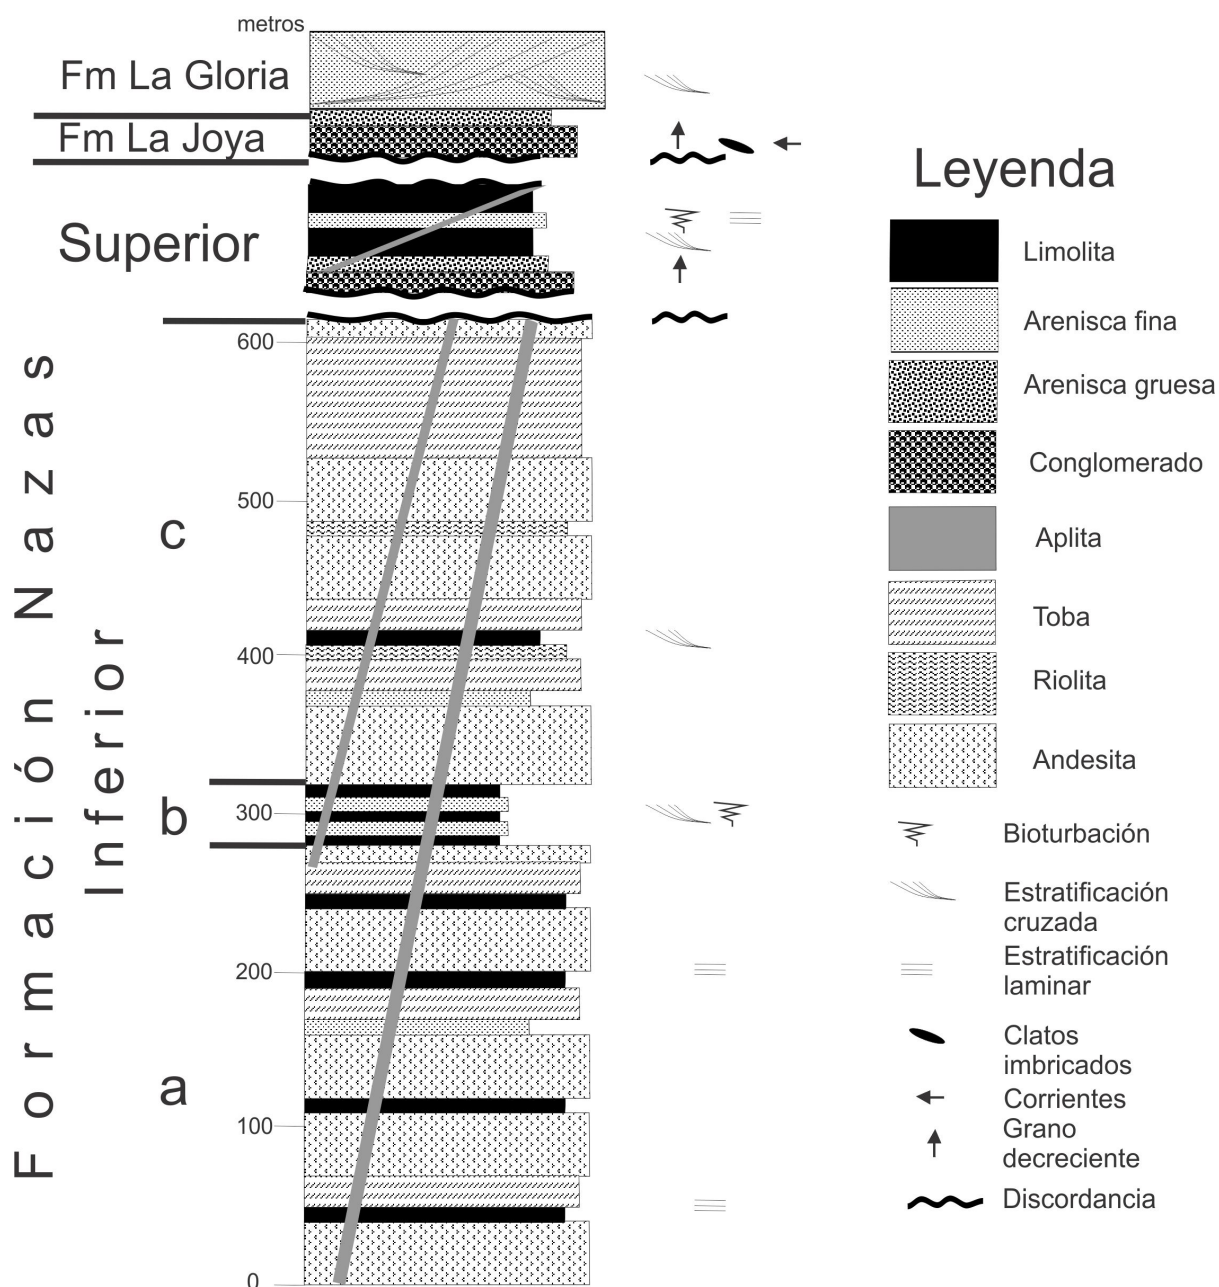 metros
Fm La Gloria
Fm La Joya
Superior
Formación Nazas
Inferior
600
500
c
400
b
300
200
a
100
0
Leyenda
Limolita
Arenisca fina
Arenisca gruesa
Conglomerado
Aplita
Toba
Riolita
Andesita
Bioturbación
Estratificación
cruzada
Estratificación
laminar
Clatos
imbricados
Corrientes
Grano
decreciente
Discordancia